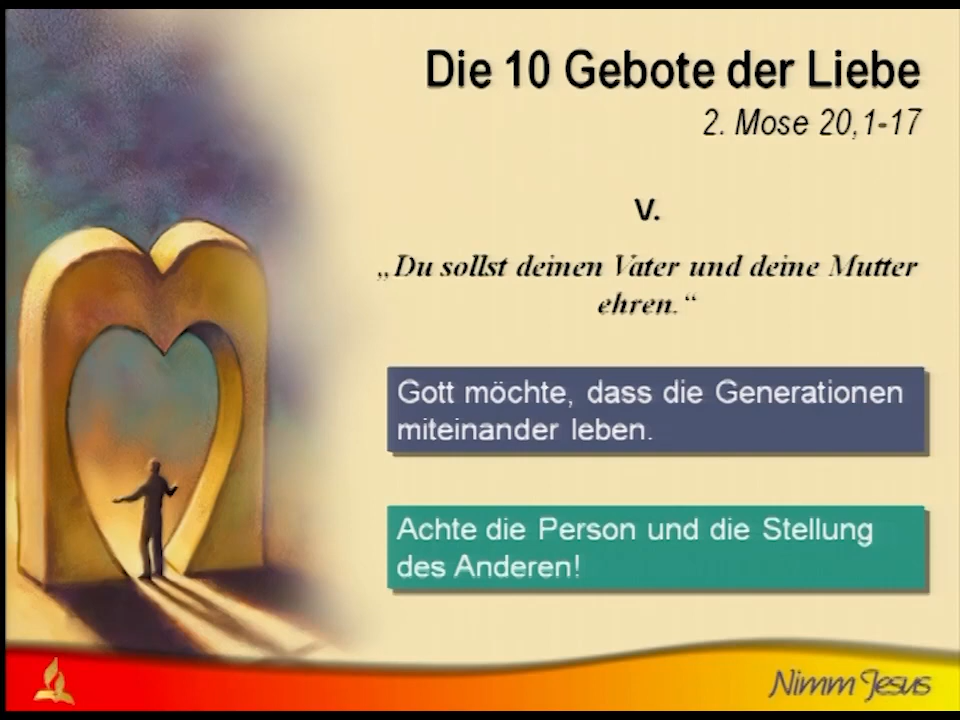 Die 10 Gebote der Liebe
2. Mose 20,1-17
V.
„Du sollst deinen Vater und deine Mutter
ehren.“
Gott möchte, dass die Generationen
miteinander leben.
Achte die Person und die Stellung
des Anderen!
Nimm Jesus